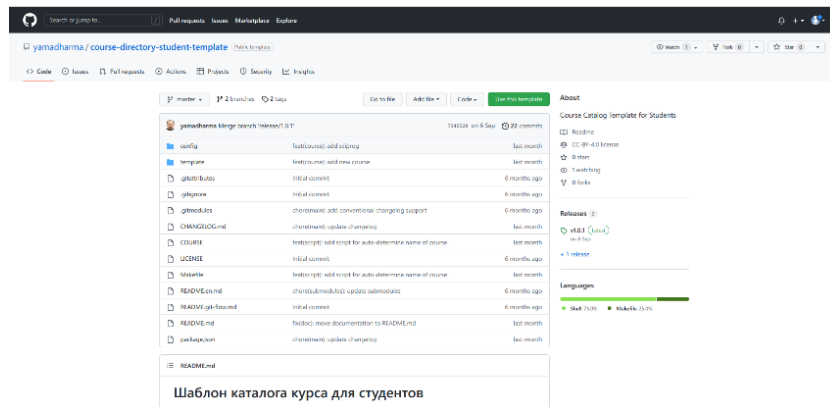 Search or jump to... /
Pull requests Issues Marketplace Explore
yamadharma / course-directory-student-template Public template
Watch 1 Fork 0 Star 0
Code Issues Pull requests Actions Projects Security Insights
master 2 branches 2 tags Go to file Add file Code Use this template
yamadharma Merge branch 'release/1.0.1' on 6 Sep 22 commits
config feat(course): add sciprog last month
template feat(course): add new course last month
.gitattributes Initial commit 6 months ago
.gitignore Initial commit 6 months ago
.gitmodules chore(main): add conventional changelog support 6 months ago
CHANGELOG.md chore(main): update changelog last month
COURSE feat(script): add script for auto-determine name of course last month
LICENSE Initial commit 6 months ago
Makefile feat(script): add script for auto-determine name of course last month
README.en.md chore(submodules): update submodules 6 months ago
README.git-flow.md Initial commit 6 months ago
README.md fix(doc): move documentation to README.md last month
package.json chore(main): update changelog last month
README.md
Шаблон каталога курса для студентов
About
Course Catalog Template for Students
Readme
CC-BY-4.0 license
0 stars
1 watching
0 forks
Releases 2
v1.0.1 Latest
on 6 Sep
+ 1 release
Languages
Shell 75.0% Makefile 25.0%